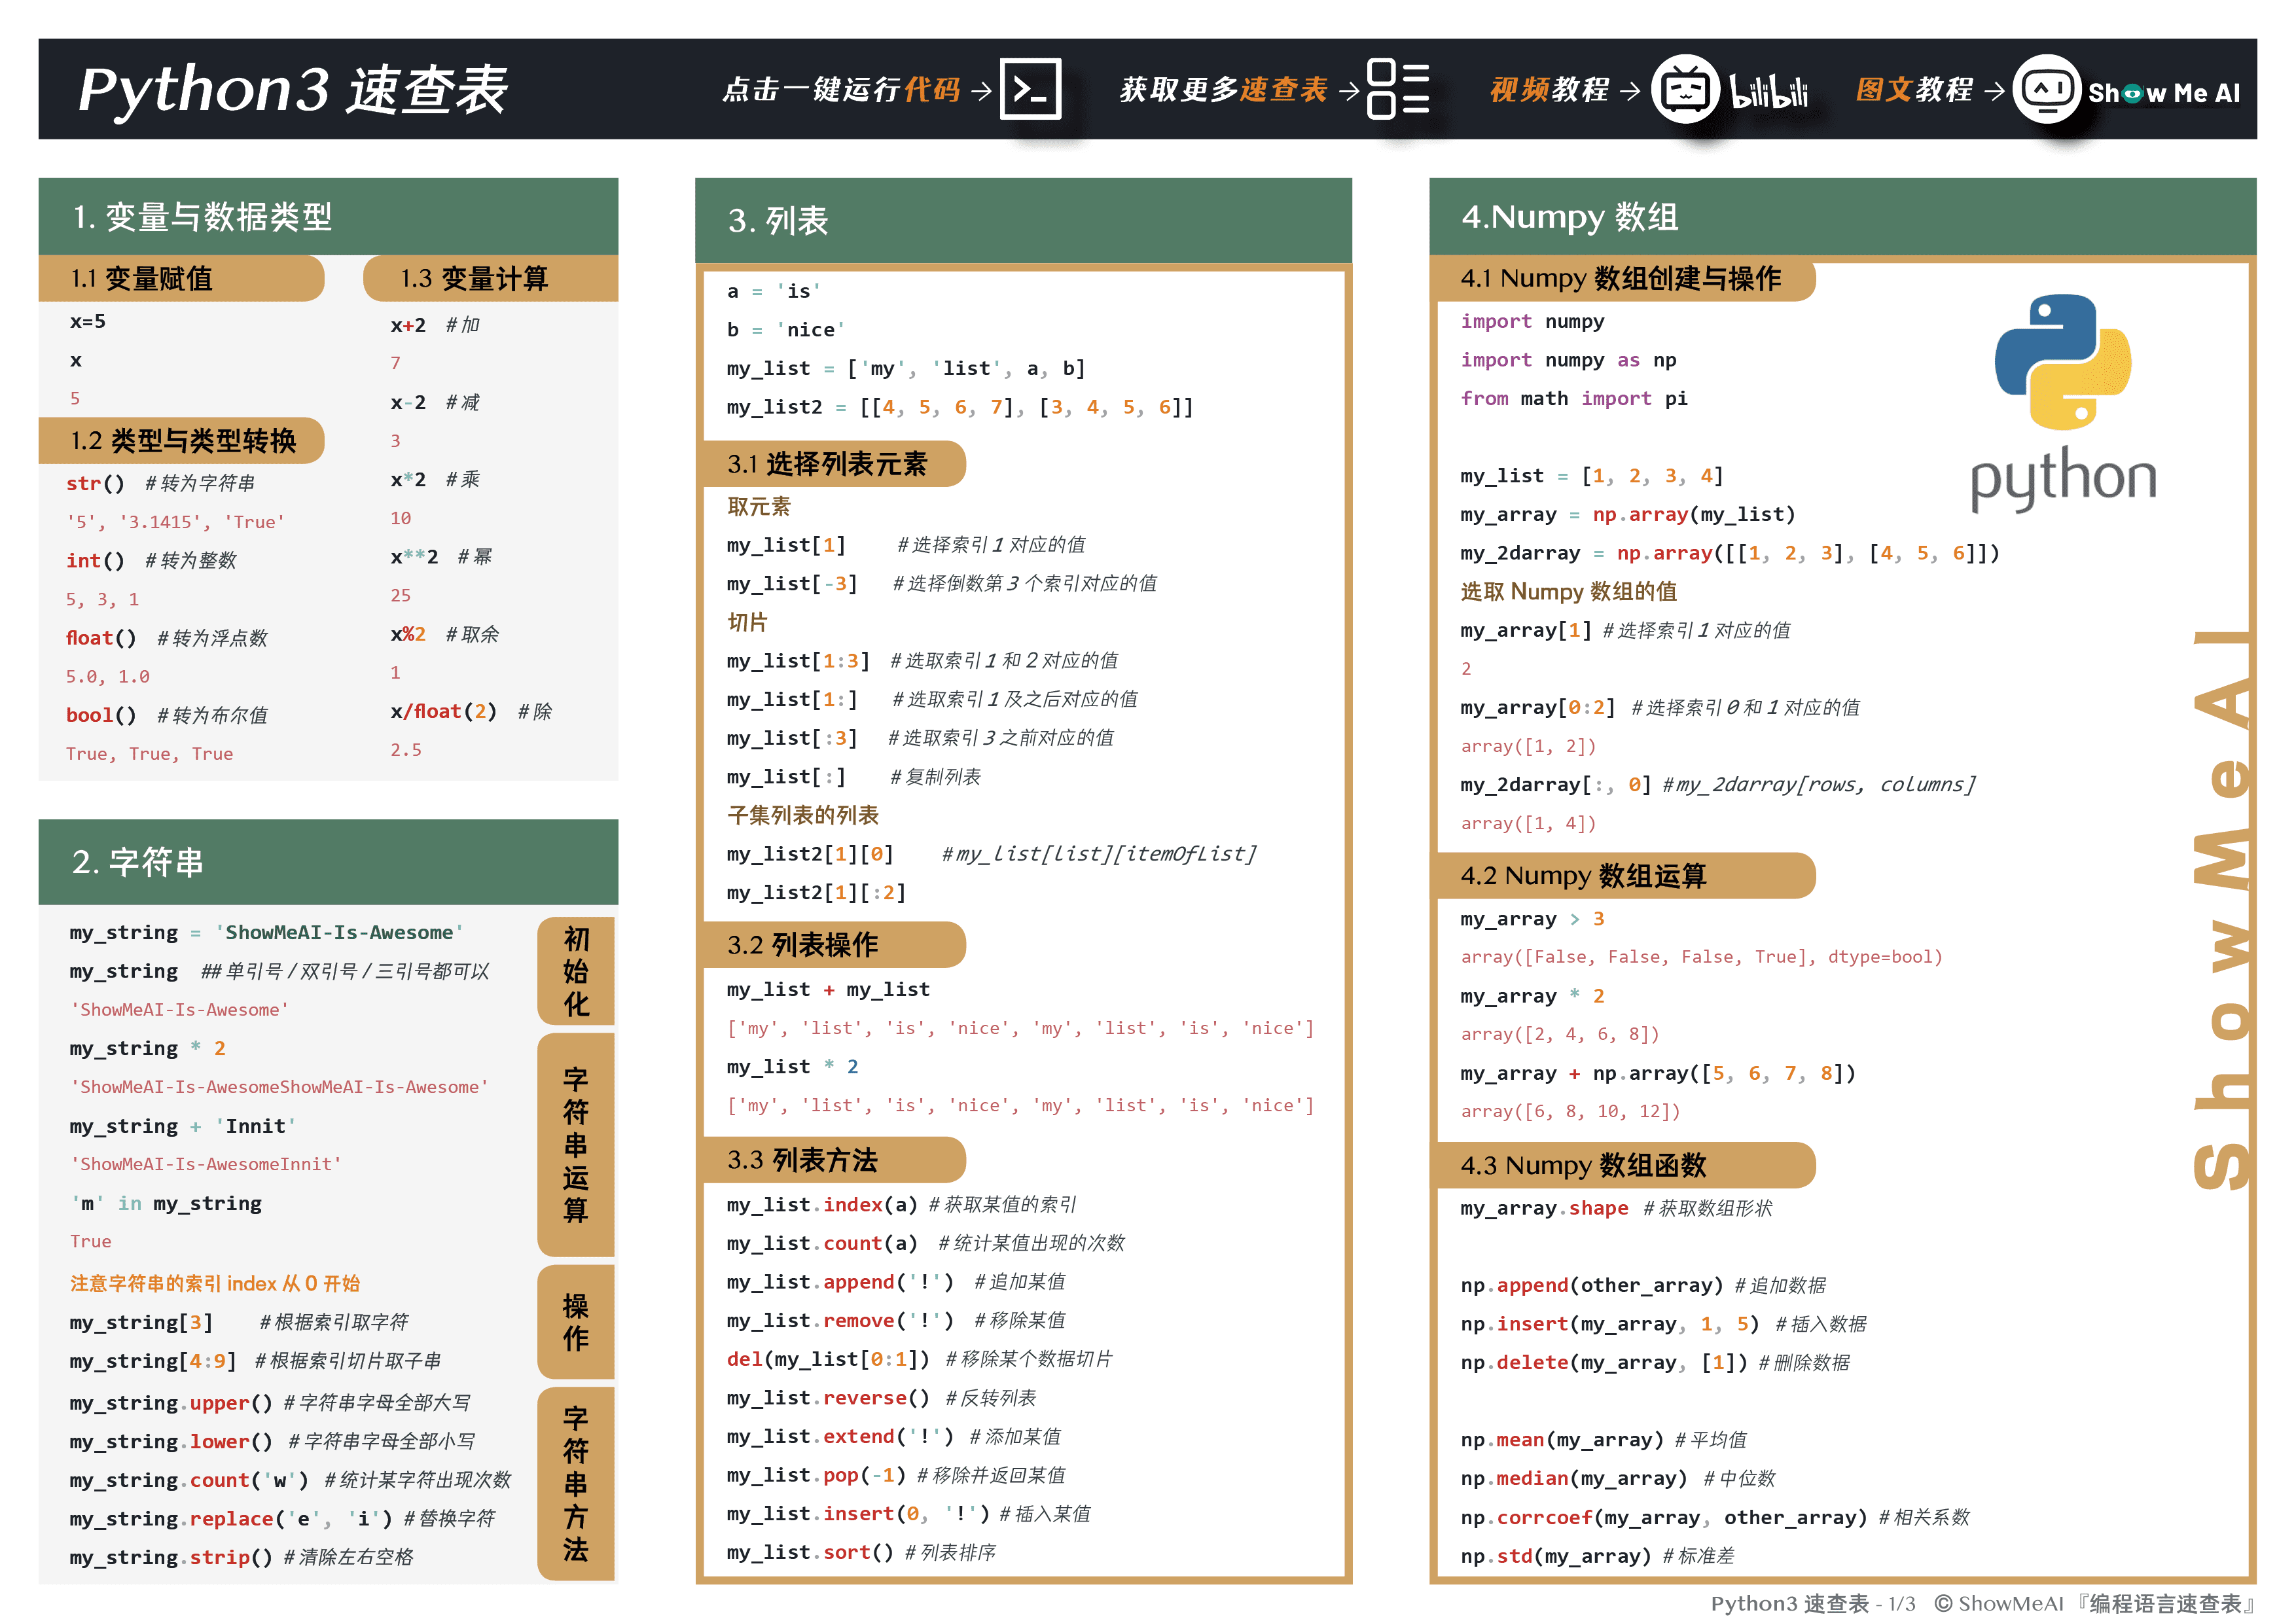 Python3 速查表
点击一键运行代码→ >_
获取更多速查表→
视频教程→ bilibili
图文教程→ Show Me AI
1. 变量与数据类型
1.1 变量赋值
x=5
x
5
1.2 类型与类型转换
str() #转为字符串
'5', '3.1415', 'True'
int() #转为整数
5, 3, 1
float() #转为浮点数
5.0, 1.0
bool() #转为布尔值
True, True, True
1.3 变量计算
x+2 #加
7
x-2 #减
3
x*2 #乘
10
x**2 #幂
25
x%2 #取余
1
x/float(2) #除
2.5
2. 字符串
my_string = 'ShowMeAI-Is-Awesome'
my_string ##单引号/双引号/三引号都可以
'ShowMeAI-Is-Awesome'
初始化
my_string * 2
'ShowMeAI-Is-AwesomeShowMeAI-Is-Awesome'
my_string + 'Innit'
'ShowMeAI-Is-AwesomeInnit'
'm' in my_string
True
字符串运算
注意字符串的索引 index 从 0 开始
my_string[3] #根据索引取字符
my_string[4:9] #根据索引切片取子串
操作
my_string.upper() #字符串字母全部大写
my_string.lower() #字符串字母全部小写
my_string.count('w') #统计某字符出现次数
my_string.replace('e', 'i') #替换字符
my_string.strip() #清除左右空格
字符串方法
3. 列表
a = 'is'
b = 'nice'
my_list = ['my', 'list', a, b]
my_list2 = [[4, 5, 6, 7], [3, 4, 5, 6]]
3.1 选择列表元素
取元素
my_list[1] #选择索引1对应的值
my_list[-3] #选择倒数第3个索引对应的值
切片
my_list[1:3] #选取索引1和2对应的值
my_list[1:] #选取索引1及之后对应的值
my_list[:3] #选取索引3之前对应的值
my_list[:] #复制列表
子集列表的列表
my_list2[1][0] #my_list[list][itemOfList]
my_list2[1][:2]
3.2 列表操作
my_list + my_list
['my', 'list', 'is', 'nice', 'my', 'list', 'is', 'nice']
my_list * 2
['my', 'list', 'is', 'nice', 'my', 'list', 'is', 'nice']
3.3 列表方法
my_list.index(a) #获取某值的索引
my_list.count(a) #统计某值出现的次数
my_list.append('!') #追加某值
my_list.remove('!') #移除某值
del(my_list[0:1]) #移除某个数据切片
my_list.reverse() #反转列表
my_list.extend('!') #添加某值
my_list.pop(-1) #移除并返回某值
my_list.insert(0, '!') #插入某值
my_list.sort() #列表排序
4.Numpy 数组
4.1 Numpy 数组创建与操作
import numpy
import numpy as np
from math import pi
python
my_list = [1, 2, 3, 4]
my_array = np.array(my_list)
my_2darray = np.array([[1, 2, 3], [4, 5, 6]])
选取 Numpy 数组的值
my_array[1] #选择索引1对应的值
2
my_array[0:2] #选择索引0和1对应的值
array([1, 2])
my_2darray[:, 0] #my_2darray[rows, columns]
array([1, 4])
4.2 Numpy 数组运算
my_array > 3
array([False, False, False, True], dtype=bool)
my_array * 2
array([2, 4, 6, 8])
my_array + np.array([5, 6, 7, 8])
array([6, 8, 10, 12])
4.3 Numpy 数组函数
my_array.shape #获取数组形状
np.append(other_array) #追加数据
np.insert(my_array, 1, 5) #插入数据
np.delete(my_array, [1]) #删除数据
np.mean(my_array) #平均值
np.median(my_array) #中位数
np.corrcoef(my_array, other_array) #相关系数
np.std(my_array) #标准差
ShowMeAI
Python3 速查表 - 1/3 © ShowMeAI『编程语言速查表』